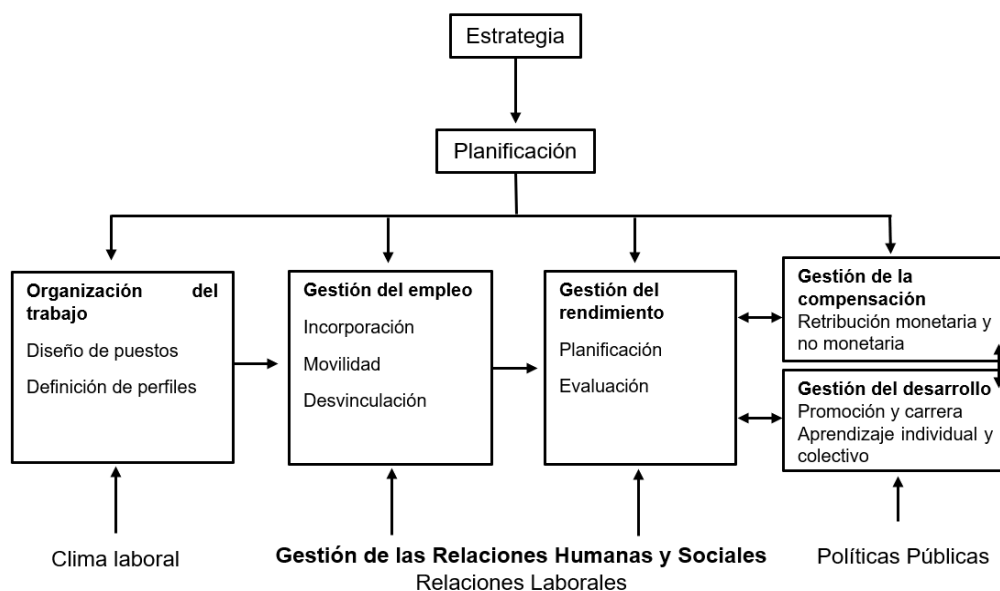 Estrategia
Planificación
Organización del
trabajo
Diseño de puestos
Definición de perfiles
Gestión del empleo
Incorporación
Movilidad
Desvinculación
Gestión del
rendimiento
Planificación
Evaluación
Gestión de la
compensación
Retribución monetaria y
no monetaria
Gestión del desarrollo
Promoción y carrera
Aprendizaje individual y
colectivo
Clima laboral
Gestión de las Relaciones Humanas y Sociales
Relaciones Laborales
Políticas Públicas